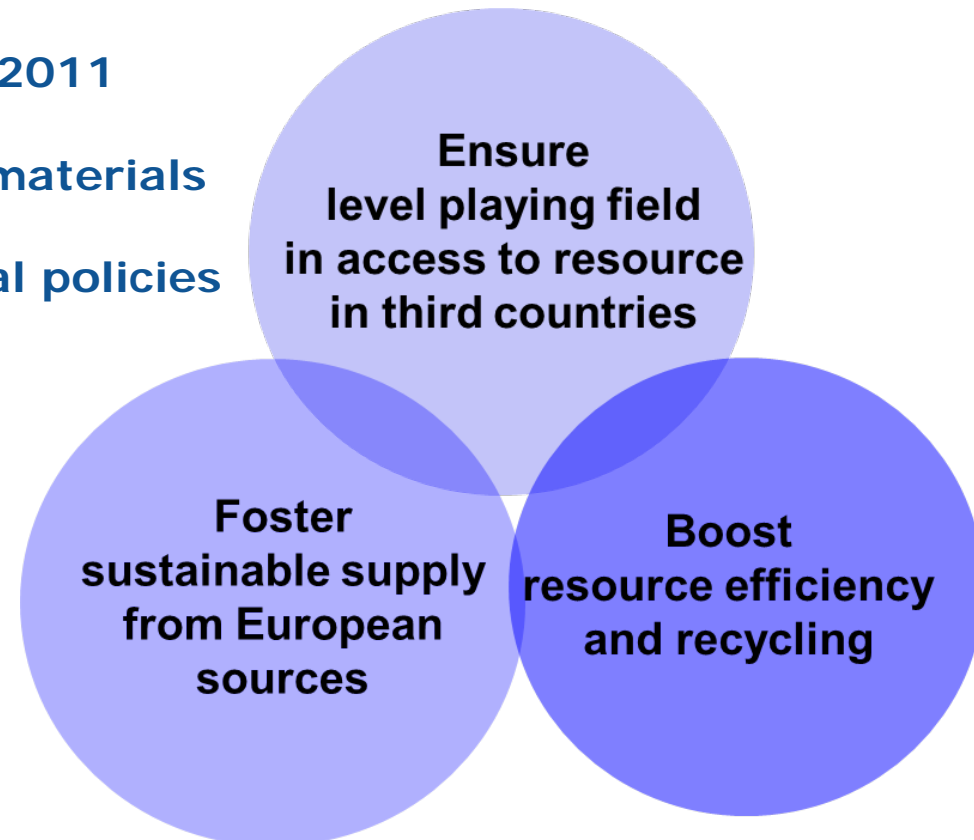 2011
materials
al policies
Ensure
level playing field
in access to resource
in third countries
Foster
sustainable supply
from European
sources
Boost
resource efficiency
and recycling